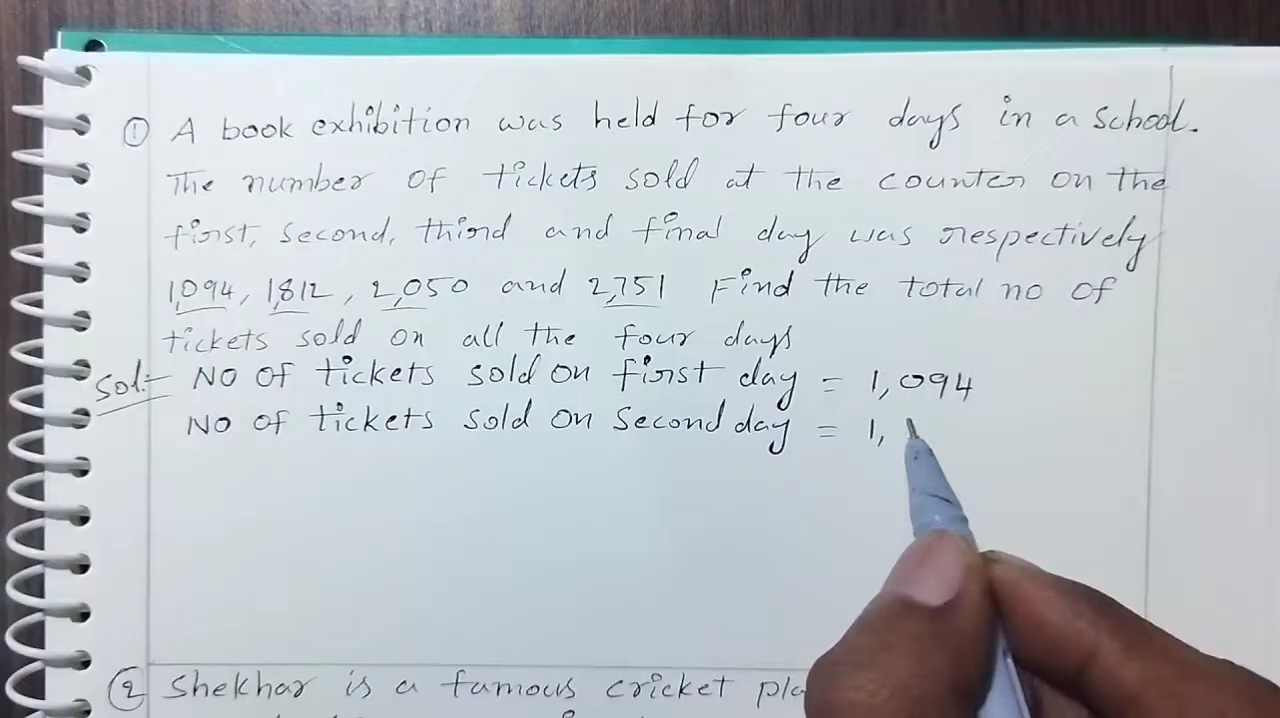 ① A book exhibition was held for four days in a school.
The number of tickets sold at the counter on the
first, second, third and final day was respectively
1,094, 1,812, 2,050 and 2,751 Find the total no of
tickets sold on all the four days
Sol:- No of tickets sold on first day = 1,094
No of tickets sold on second day = 1,
② Shekhar is a famous cricket pla